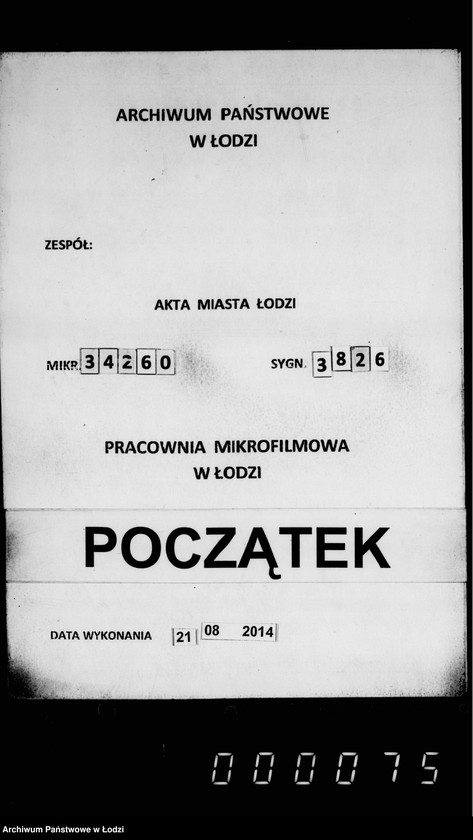 ARCHIWUM PAŃSTWOWE
W ŁODZI
ZESPÓŁ:
AKTA MIASTA ŁODZI
MIKR. 34260 SYGN. 3826
PRACOWNIA MIKROFILMOWA
W ŁODZI
POCZĄTEK
DATA WYKONANIA 21 08 2014
000075
Archiwum Państwowe w Łodzi